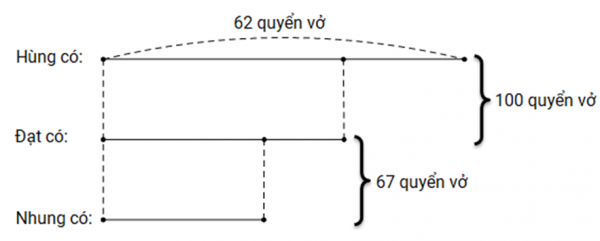 62 quyển vở
Hùng có:
100 quyển vở
Đạt có:
67 quyển vở
Nhung có: